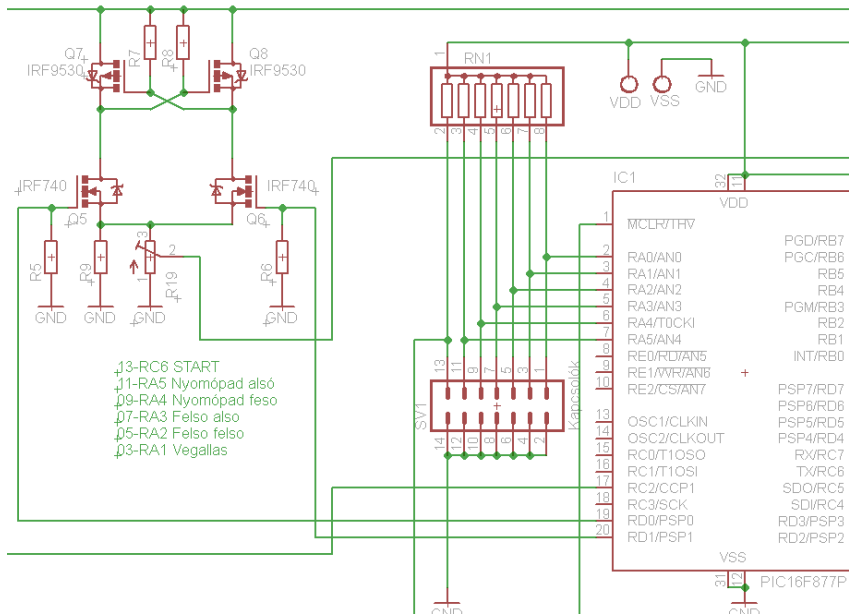 Q7
IRF9530
R7
R8
Q8
IRF9530
RN1
1
2
3
4
5
6
7
8
VDD
VSS
GND
IRF740
Q5
IRF740
Q6
R5
R9
3
2
1
R19
R6
GND
GND
GND
GND
13-RC6 START
11-RA5 Nyomópad alsó
09-RA4 Nyomópad feso
07-RA3 Felso also
05-RA2 Felso felso
03-RA1 Vegallas
SV1
Kapcsolók
13
11
9
7
5
3
1
14
12
10
8
6
4
2
GND
IC1
32
11
VDD
1
MCLR/THV
2
RA0/AN0
3
RA1/AN1
4
RA2/AN2
5
RA3/AN3
6
RA4/T0CKI
7
RA5/AN4
8
RE0/RD/AN5
9
RE1/WR/AN6
10
RE2/CS/AN7
13
OSC1/CLKIN
14
OSC2/CLKOUT
15
RC0/T1OSO
16
RC1/T1OSI
17
RC2/CCP1
18
RC3/SCK
19
RD0/PSP0
20
RD1/PSP1
PGD/RB7
PGC/RB6
RB5
RB4
PGM/RB3
RB2
RB1
INT/RB0
PSP7/RD7
PSP6/RD6
PSP5/RD5
PSP4/RD4
RX/RC7
TX/RC6
SDO/RC5
SDI/RC4
RD3/PSP3
RD2/PSP2
VSS
31
12
PIC16F877P
GND